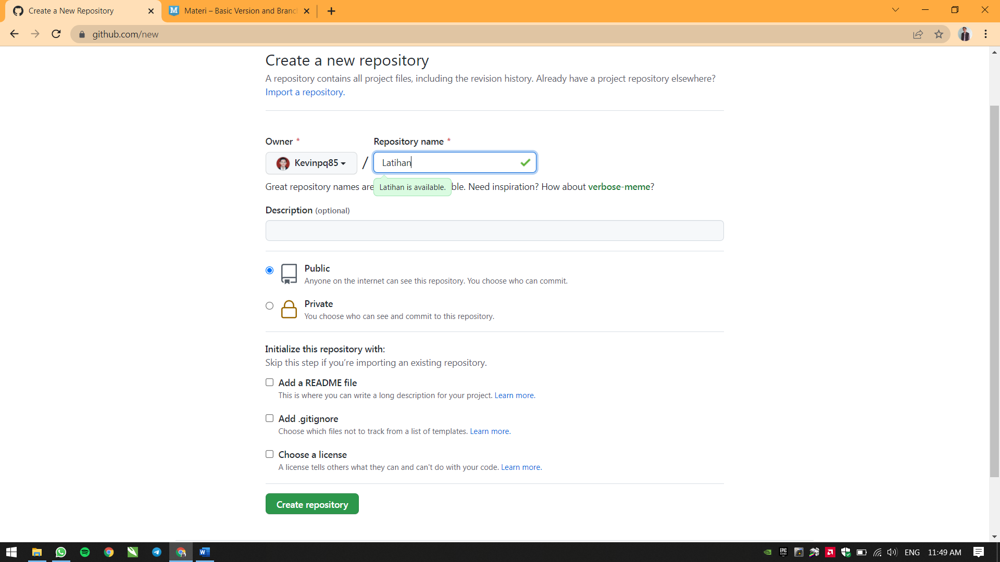 Create a New Repository
Materi – Basic Version and Branc
github.com/new
Create a new repository
A repository contains all project files, including the revision history. Already have a project repository elsewhere?
Import a repository.
Owner *
Repository name *
Kevinpq85
/
Latihan
Great repository names are
Latihan is available.
ble. Need inspiration? How about verbose-meme?
Description (optional)
Public
Anyone on the internet can see this repository. You choose who can commit.
Private
You choose who can see and commit to this repository.
Initialize this repository with:
Skip this step if you’re importing an existing repository.
Add a README file
This is where you can write a long description for your project. Learn more.
Add .gitignore
Choose which files not to track from a list of templates. Learn more.
Choose a license
A license tells others what they can and can't do with your code. Learn more.
Create repository
ENG
11:49 AM